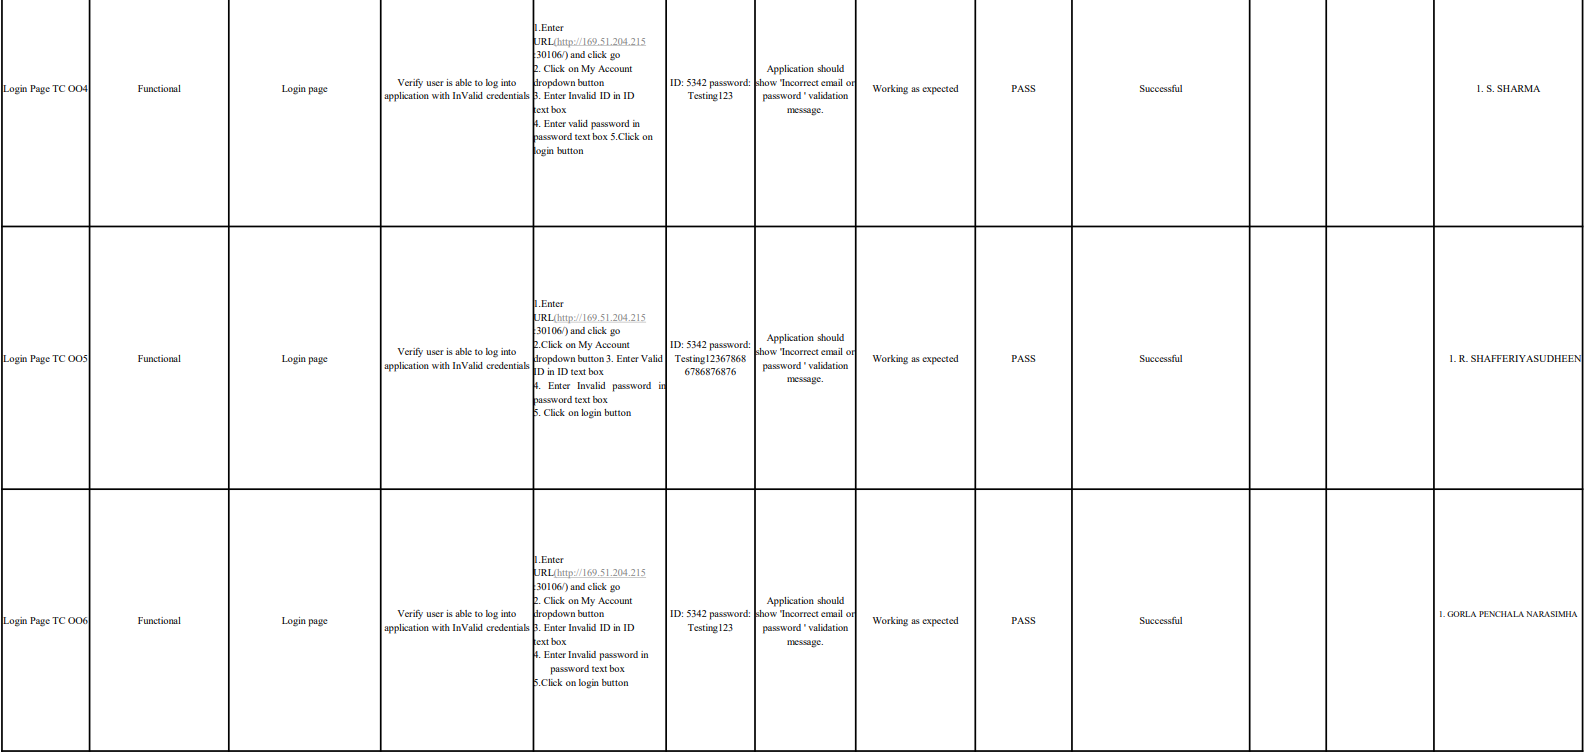 Login Page TC OO4
Functional
Login page
Verify user is able to log into
application with InValid credentials
1.Enter
URL(http://169.51.204.215
:30106/) and click go
2. Click on My Account
dropdown button
3. Enter Invalid ID in ID
text box
4. Enter valid password in
password text box 5.Click on
login button
ID: 5342 password:
Testing123
Application should
show 'Incorrect email or
password ' validation
message.
Working as expected
PASS
Successful
1. S. SHARMA
Login Page TC OO5
Functional
Login page
Verify user is able to log into
application with InValid credentials
1.Enter
URL(http://169.51.204.215
:30106/) and click go
2.Click on My Account
dropdown button 3. Enter Valid
ID in ID text box
4. Enter Invalid password in
password text box
5. Click on login button
ID: 5342 password:
Testing12367868
6786876876
Application should
show 'Incorrect email or
password ' validation
message.
Working as expected
PASS
Successful
1. R. SHAFFERIYASUDHEEN
Login Page TC OO6
Functional
Login page
Verify user is able to log into
application with InValid credentials
1.Enter
URL(http://169.51.204.215
:30106/) and click go
2. Click on My Account
dropdown button
3. Enter Invalid ID in ID
text box
4. Enter Invalid password in
password text box
5.Click on login button
ID: 5342 password:
Testing123
Application should
show 'Incorrect email or
password ' validation
message.
Working as expected
PASS
Successful
1. GORLA PENCHALA NARASIMHA